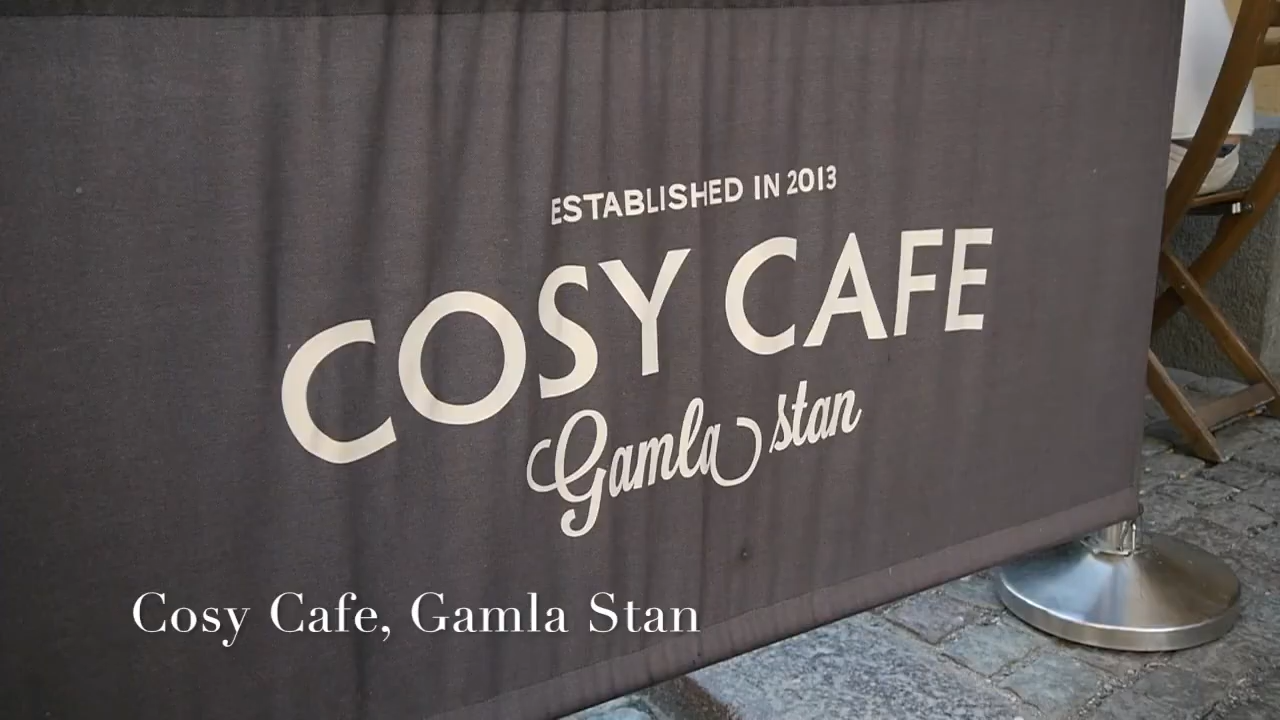 ESTABLISHED IN 2013
COSY CAFE
Gamla stan
Cosy Cafe, Gamla Stan